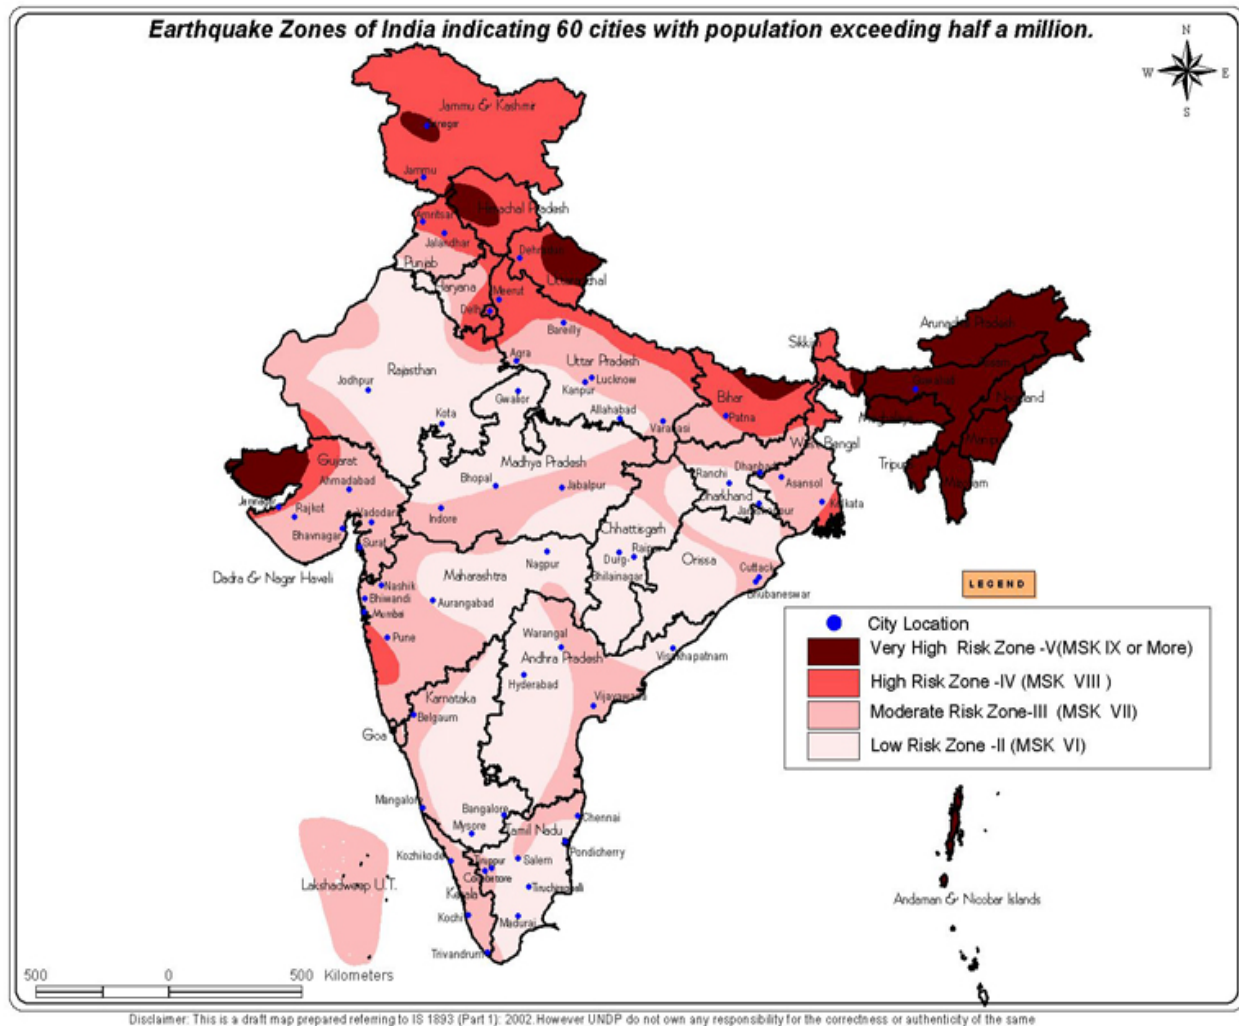 Earthquake Zones of India indicating 60 cities with population exceeding half a million.
N
W
E
S
Jammu & Kashmir
Jammu
Himachal Pradesh
Amritsar
Jalandhar
Punjab
Dehradun
Haryana
Meerut
Delhi
Bareilly
Arunachal Pradesh
Sikkim
Agra
Uttar Pradesh
Rajasthan
Lucknow
Kanpur
Jodhpur
Gwalior
Bihar
Nagaland
Allahabad
Kota
Patna
Varanasi
West Bengal
Manipur
Gujarat
Madhya Pradesh
Tripura
Ranchi
Dhanbad
Ahmadabad
Bhopal
Jabalpur
Asansol
Mizoram
Jharkhand
Kolkata
Rajkot
Vadodara
Indore
Bhavnagar
Surat
Chhattisgarh
Nagpur
Durg-
Bhilainagar
Orissa
Dadra & Nagar Haveli
Maharashtra
Cuttack
Nashik
Bhubaneswar
Bhiwandi
Aurangabad
Mumbai
Pune
Warangal
Andhra Pradesh
Visakhapatnam
Hyderabad
Karnataka
Vijayawada
Belgaum
Goa
Mangalore
Bangalore
Chennai
Mysore
Tamil Nadu
Pondicherry
Kozhikode
Tiruppur
Salem
Coimbatore
Lakshadweep U.T.
Kerala
Tiruchirapalli
Kochi
Madurai
Trivandrum
Andaman & Nicobar Islands
LEGEND
City Location
Very High Risk Zone -V(MSK IX or More)
High Risk Zone -IV (MSK VIII )
Moderate Risk Zone-III (MSK VII)
Low Risk Zone -II (MSK VI)
500 0 500 Kilometers
Disclaimer: This is a draft map prepared referring to IS 1893 (Part 1): 2002.However UNDP do not own any responsibility for the correctness or authenticity of the same